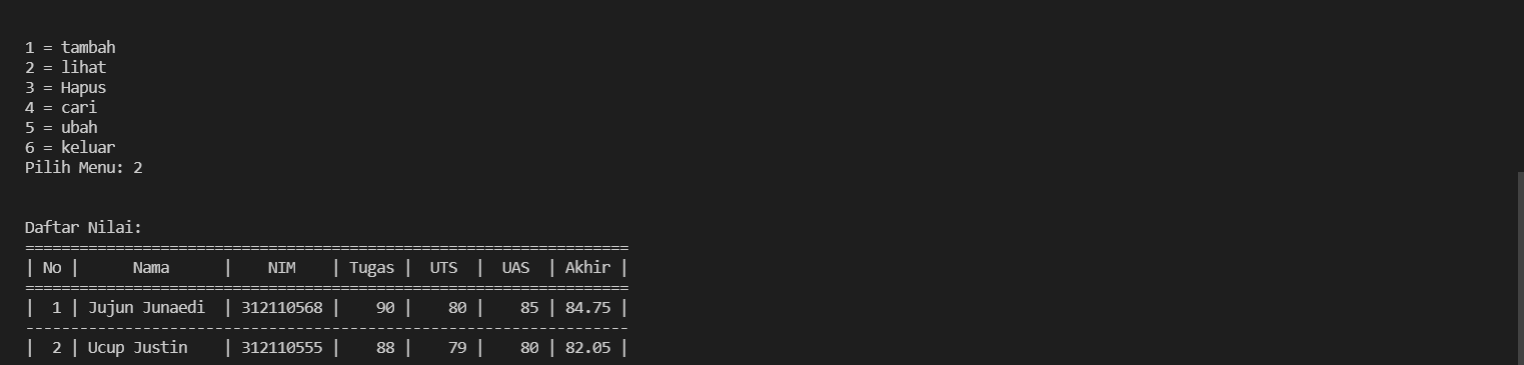 1 = tambah
2 = lihat
3 = Hapus
4 = cari
5 = ubah
6 = keluar
Pilih Menu: 2
Daftar Nilai:
===================================================================
| No |      Nama      |    NIM    | Tugas |  UTS  |  UAS  | Akhir |
===================================================================
|  1 | Jujun Junaedi  | 312110568 |    90 |    80 |    85 | 84.75 |
-------------------------------------------------------------------
|  2 | Ucup Justin    | 312110555 |    88 |    79 |    80 | 82.05 |